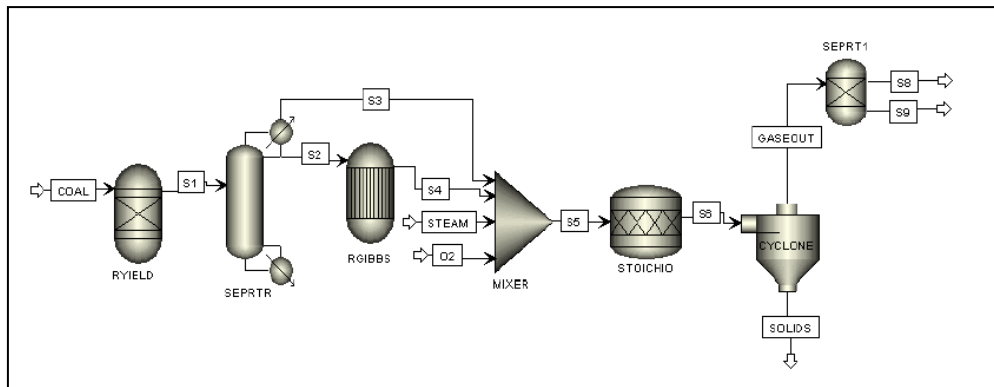 SEPRT1
S8
S9
S3
GASEOUT
S2
S1
COAL
S4
STEAM
S5
S6
O2
CYCLONE
RYIELD
RGIBBS
STOICHIO
MIXER
SEPRTR
SOLIDS